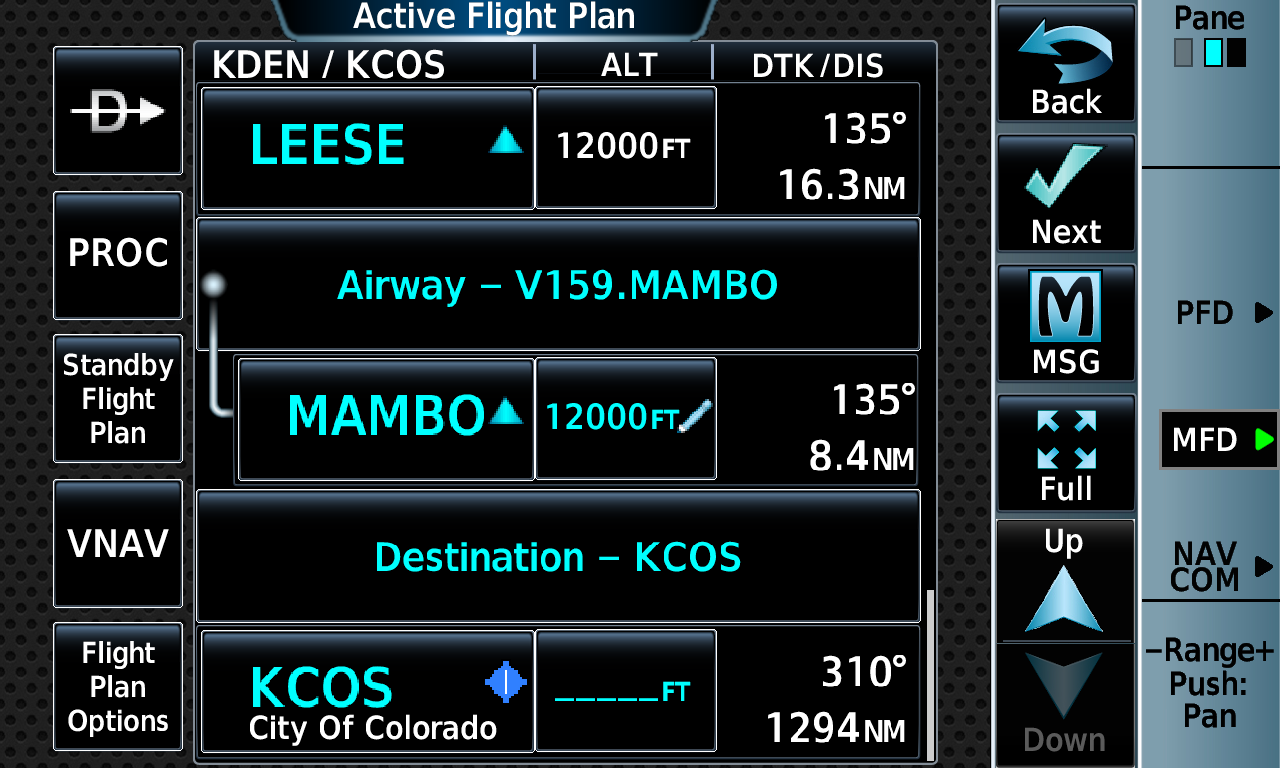 Active Flight Plan
KDEN / KCOS
ALT
DTK/DIS
D
LEESE
12000FT
135°
16.3NM
PROC
Airway – V159.MAMBO
Standby
Flight
Plan
MAMBO
12000FT
135°
8.4NM
VNAV
Destination – KCOS
Flight
Plan
Options
KCOS
City Of Colorado
_____FT
310°
1294NM
Back
Next
M
MSG
Full
Up
Down
Pane
PFD
MFD
NAV
COM
−Range+
Push:
Pan